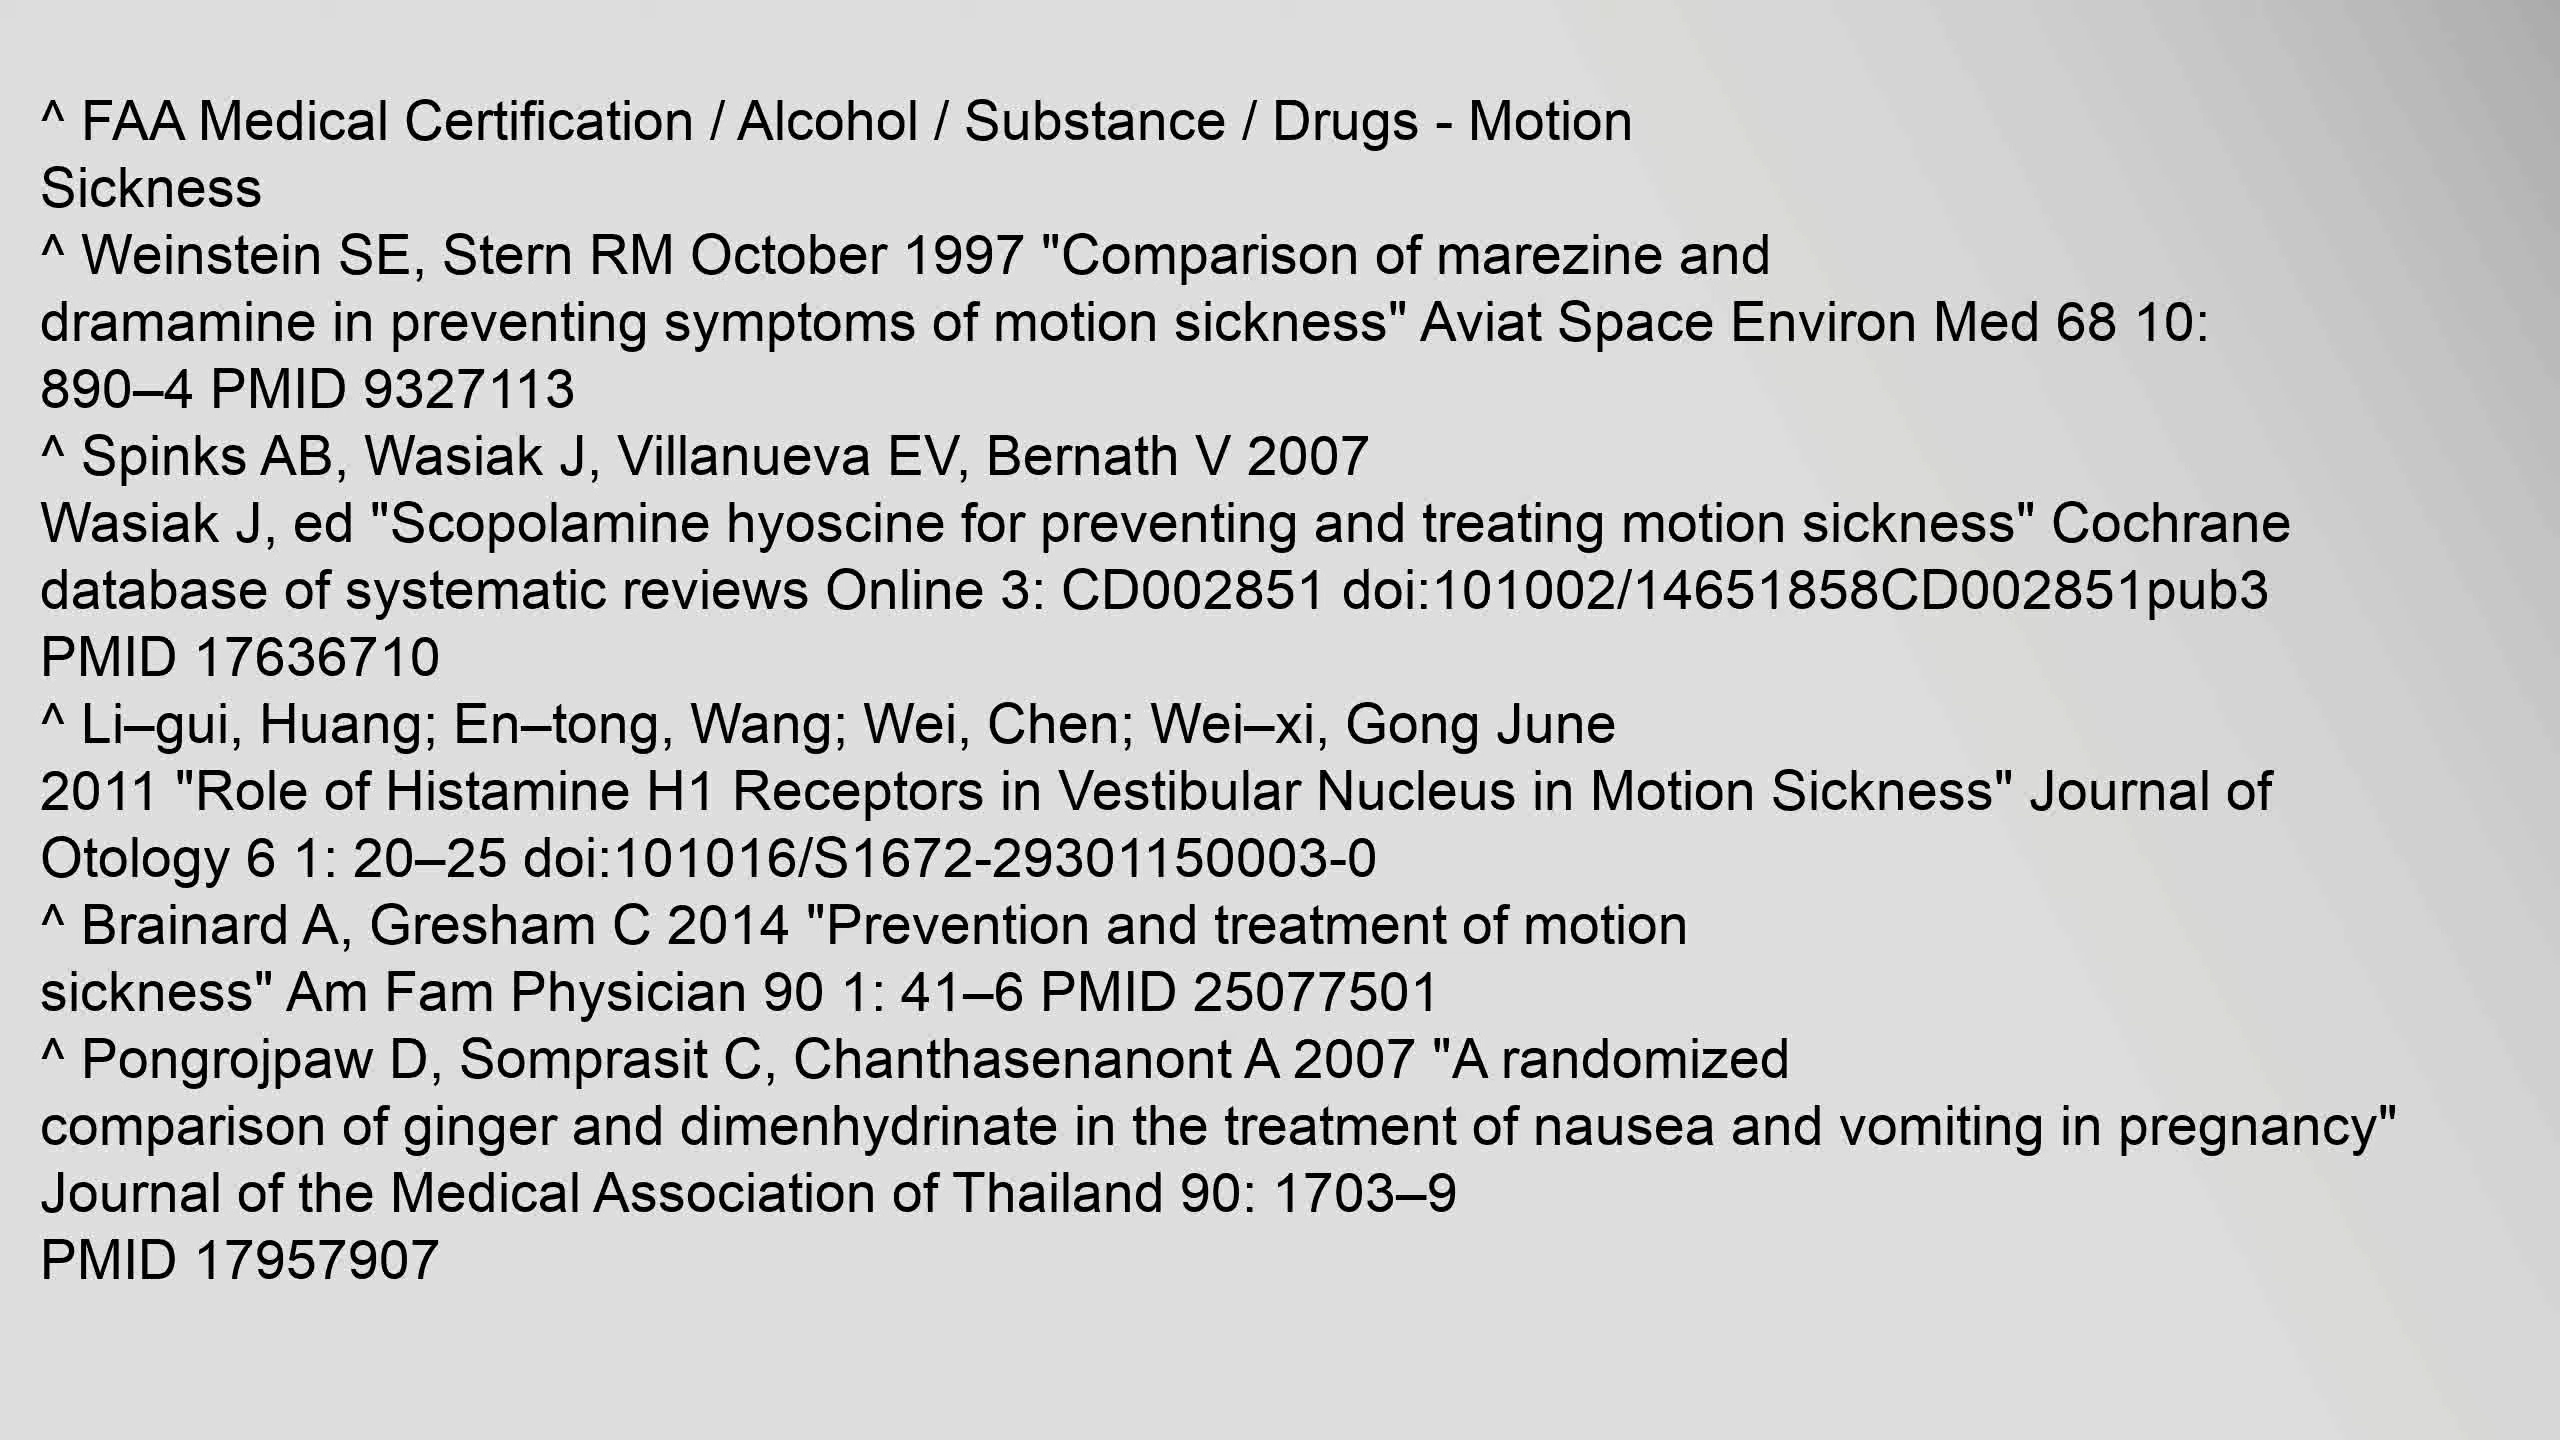 ^ FAA Medical Certification / Alcohol / Substance / Drugs - Motion
Sickness
^ Weinstein SE, Stern RM October 1997 "Comparison of marezine and
dramamine in preventing symptoms of motion sickness" Aviat Space Environ Med 68 10:
890–4 PMID 9327113
^ Spinks AB, Wasiak J, Villanueva EV, Bernath V 2007
Wasiak J, ed "Scopolamine hyoscine for preventing and treating motion sickness" Cochrane
database of systematic reviews Online 3: CD002851 doi:101002/14651858CD002851pub3
PMID 17636710
^ Li–gui, Huang; En–tong, Wang; Wei, Chen; Wei–xi, Gong June
2011 "Role of Histamine H1 Receptors in Vestibular Nucleus in Motion Sickness" Journal of
Otology 6 1: 20–25 doi:101016/S1672-29301150003-0
^ Brainard A, Gresham C 2014 "Prevention and treatment of motion
sickness" Am Fam Physician 90 1: 41–6 PMID 25077501
^ Pongrojpaw D, Somprasit C, Chanthasenanont A 2007 "A randomized
comparison of ginger and dimenhydrinate in the treatment of nausea and vomiting in pregnancy"
Journal of the Medical Association of Thailand 90: 1703–9
PMID 17957907